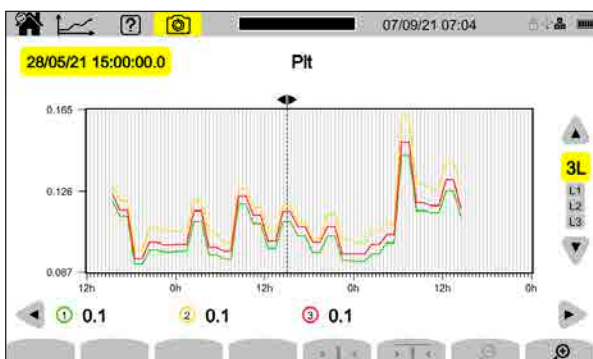 07/09/21 07:04
28/05/21 15:00:00.0
Plt
0.165
0.126
0.087
12h 0h 12h 0h 12h 0h
3L
L1
L2
L3
1 0.1 2 0.1 3 0.1